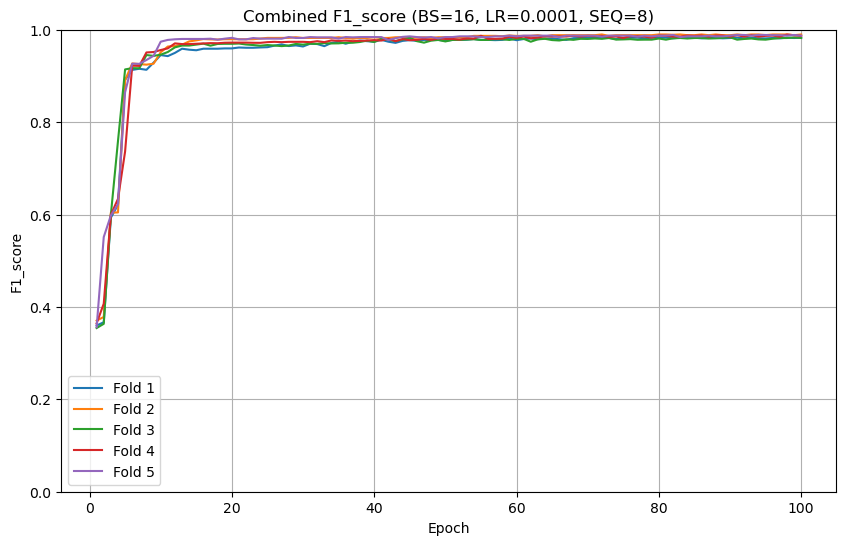 Combined F1_score (BS=16, LR=0.0001, SEQ=8)
1.0
0.8
0.6
0.4
0.2
0.0
F1_score
Fold 1
Fold 2
Fold 3
Fold 4
Fold 5
0 20 40 60 80 100
Epoch